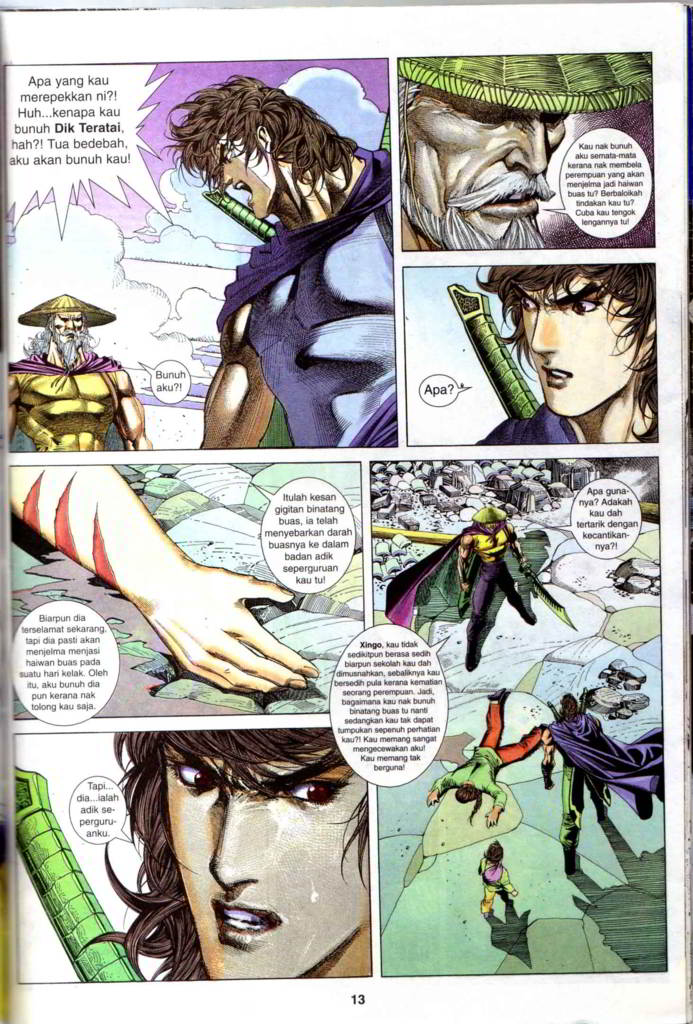 Apa yang kau
merepekkan ni?!
Huh...kenapa kau
bunuh Dik Teratai,
hah?! Tua bedebah,
aku akan bunuh kau!
Bunuh
aku?!
Kau nak bunuh
aku semata-mata
kerana nak membela
perempuan yang akan
menjelma jadi haiwan
buas tu? Berbaloikah
tindakan kau tu?
Cuba kau tengok
lengannya tu!
Apa?
Itulah kesan
gigitan binatang
buas, ia telah
menyebarkan darah
buasnya ke dalam
badan adik
seperguruan
kau tu!
Biarpun dia
terselamat sekarang,
tapi dia pasti akan
menjelma menjasi
haiwan buas pada
suatu hari kelak. Oleh
itu, aku bunuh dia
pun kerana nak
tolong kau saja.
Tapi...
dia...ialah
adik se-
perguru-
anku.
Apa guna-
nya? Adakah
kau dah
tertarik dengan
kecantikan-
nya?!
Xingo, kau tidak
sedikitpun berasa sedih
biarpun sekolah kau dah
dimusnahkan, sebaliknya kau
bersedih pula kerana kematian
seorang perempuan. Jadi,
bagaimana kau nak bunuh
binatang buas tu nanti
sedangkan kau tak dapat
tumpukan sepenuh perhatian
kau?! Kau memang sangat
mengecewakan aku!
Kau memang tak
berguna!
13